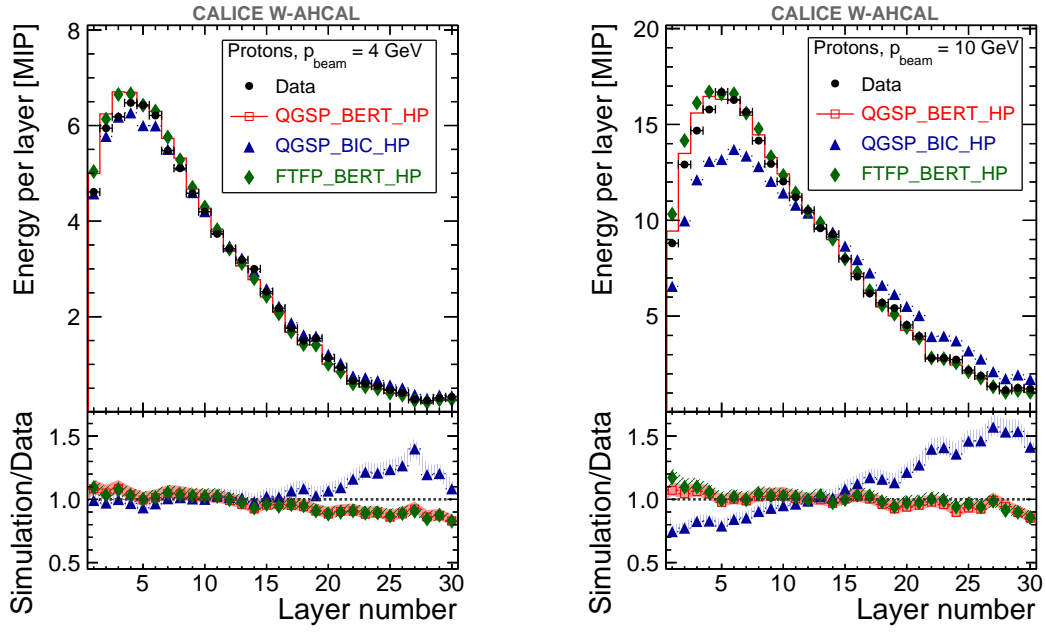 CALICE W-AHCAL
Energy per layer [MIP]
8
6
4
2
Protons, p_beam = 4 GeV
Data
QGSP_BERT_HP
QGSP_BIC_HP
FTFP_BERT_HP
Simulation/Data
1.5
1.0
0.5
5 10 15 20 25 30
Layer number
CALICE W-AHCAL
Energy per layer [MIP]
20
15
10
5
Protons, p_beam = 10 GeV
Data
QGSP_BERT_HP
QGSP_BIC_HP
FTFP_BERT_HP
Simulation/Data
1.5
1.0
0.5
5 10 15 20 25 30
Layer number